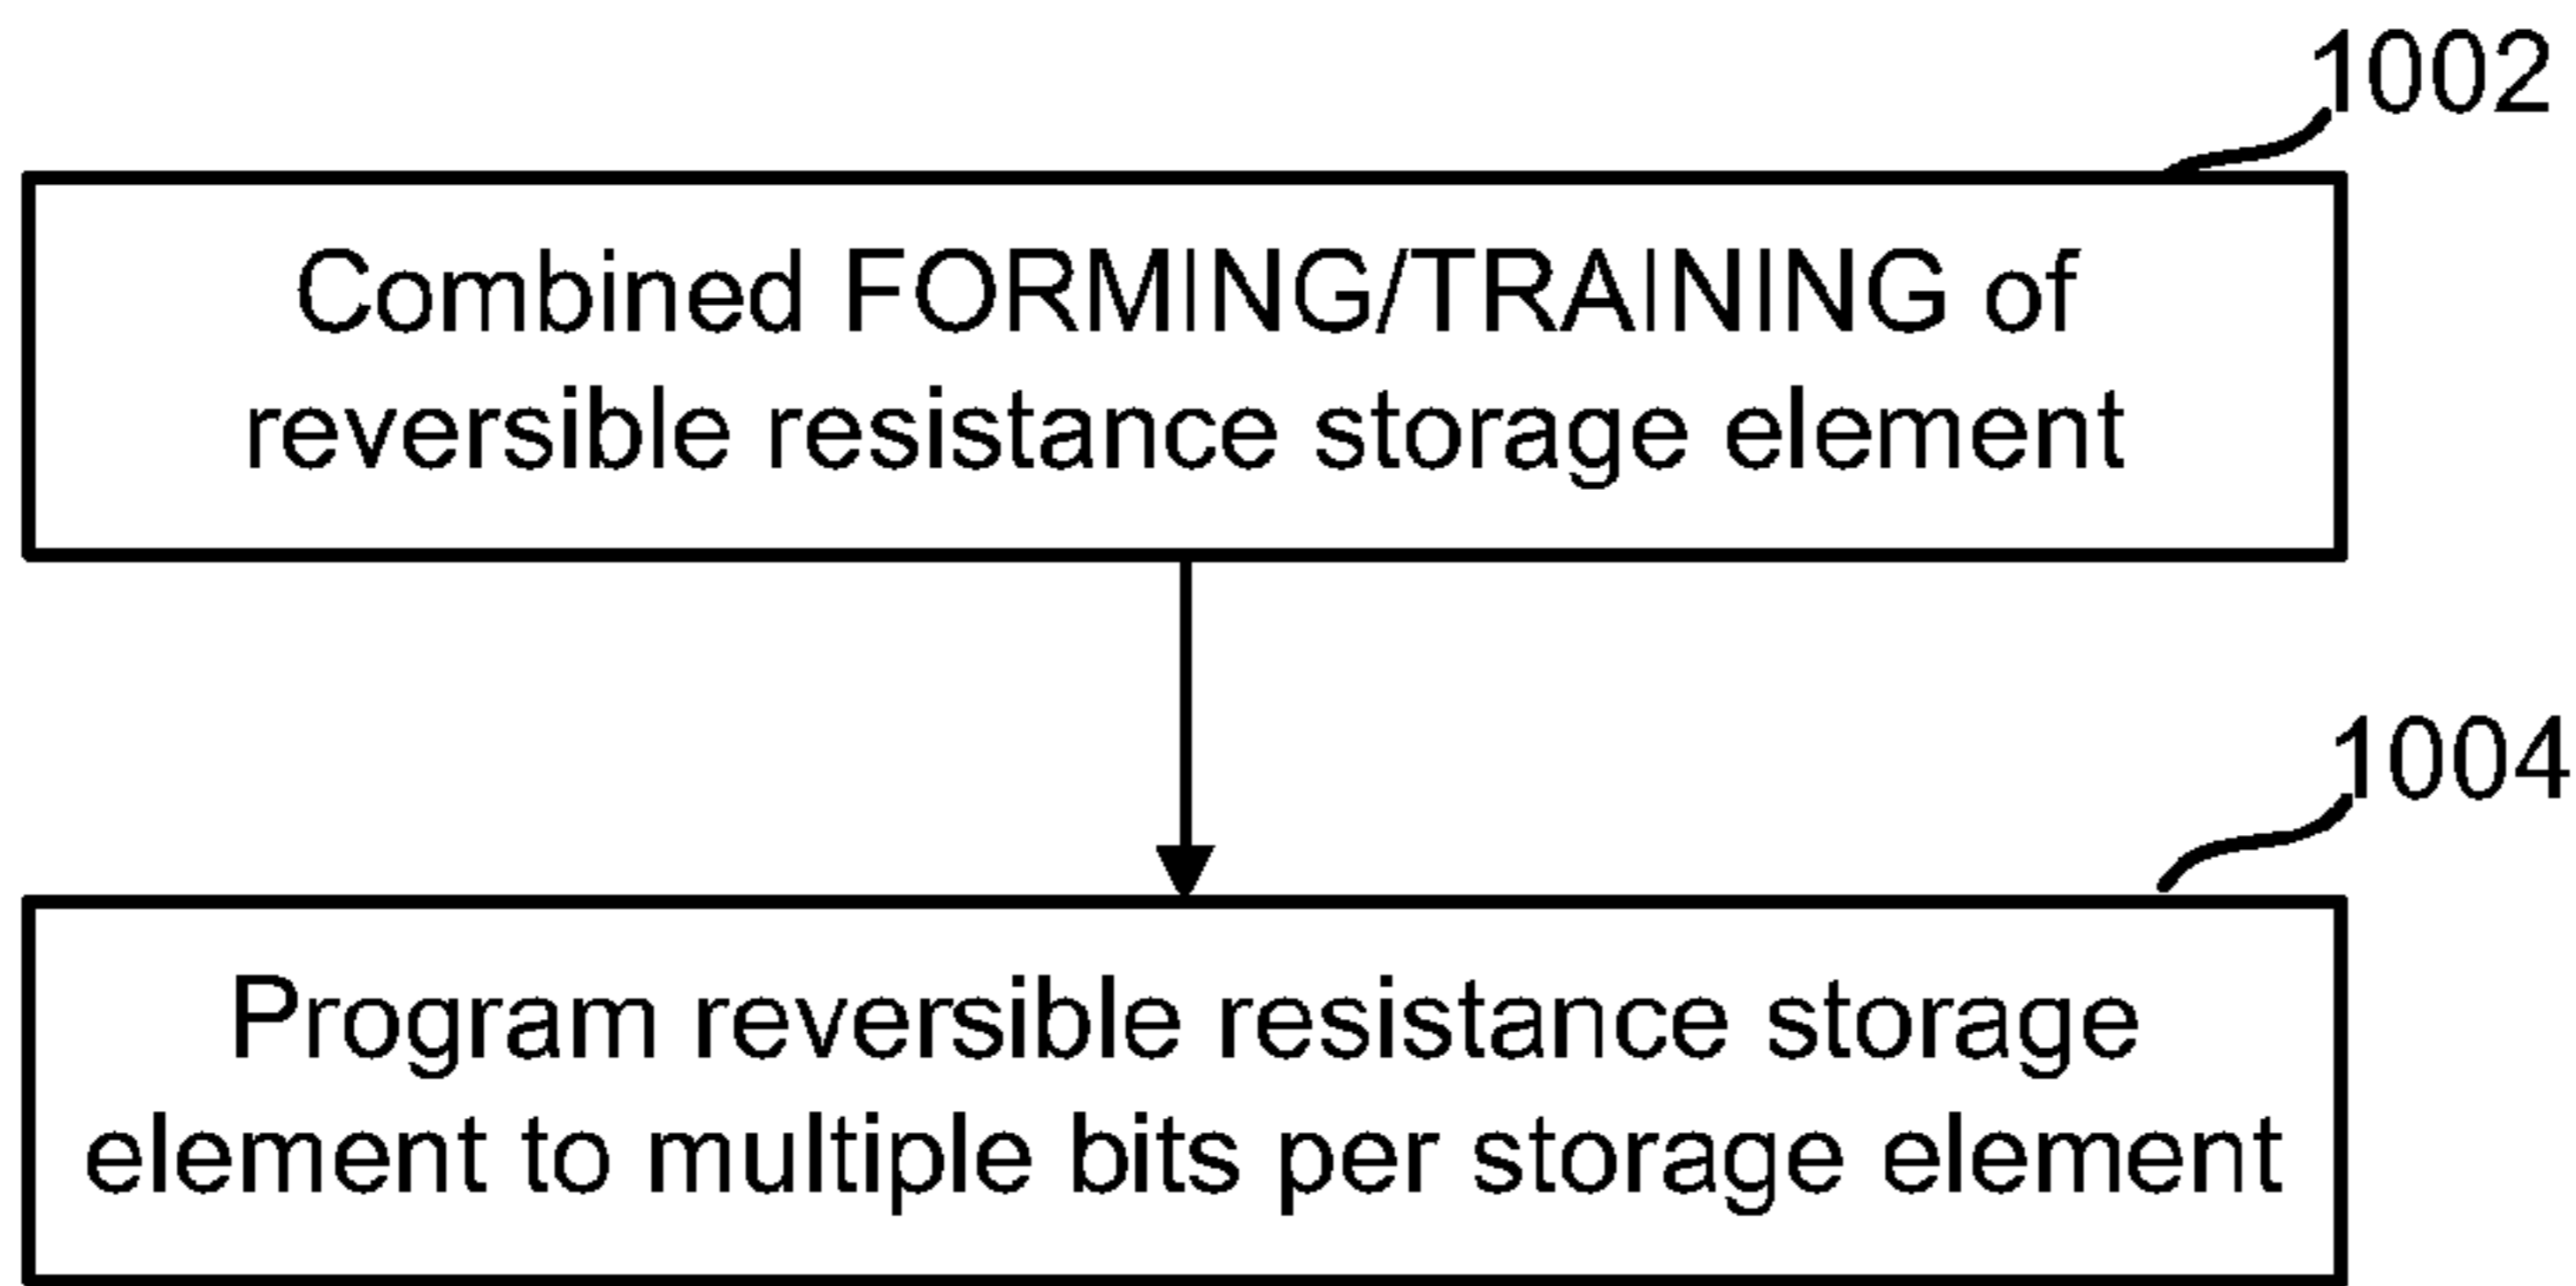 1002
Combined FORMING/TRAINING of
reversible resistance storage element
1004
Program reversible resistance storage
element to multiple bits per storage element